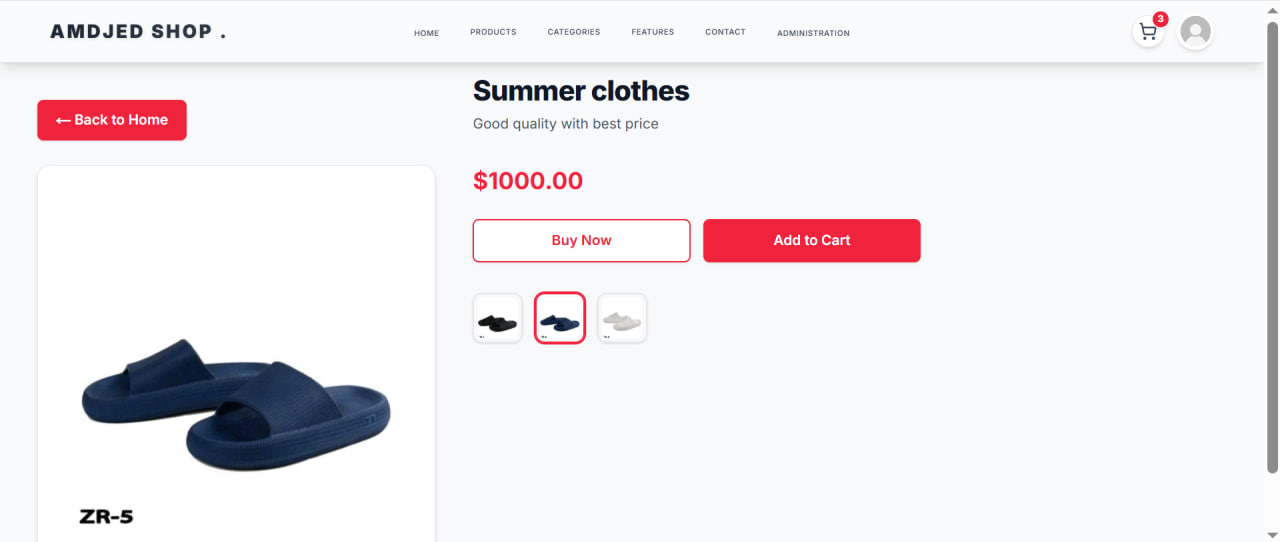 AMDJED SHOP .
HOME
PRODUCTS
CATEGORIES
FEATURES
CONTACT
ADMINISTRATION
3
← Back to Home
Summer clothes
Good quality with best price
$1000.00
Buy Now
Add to Cart
ZR-5